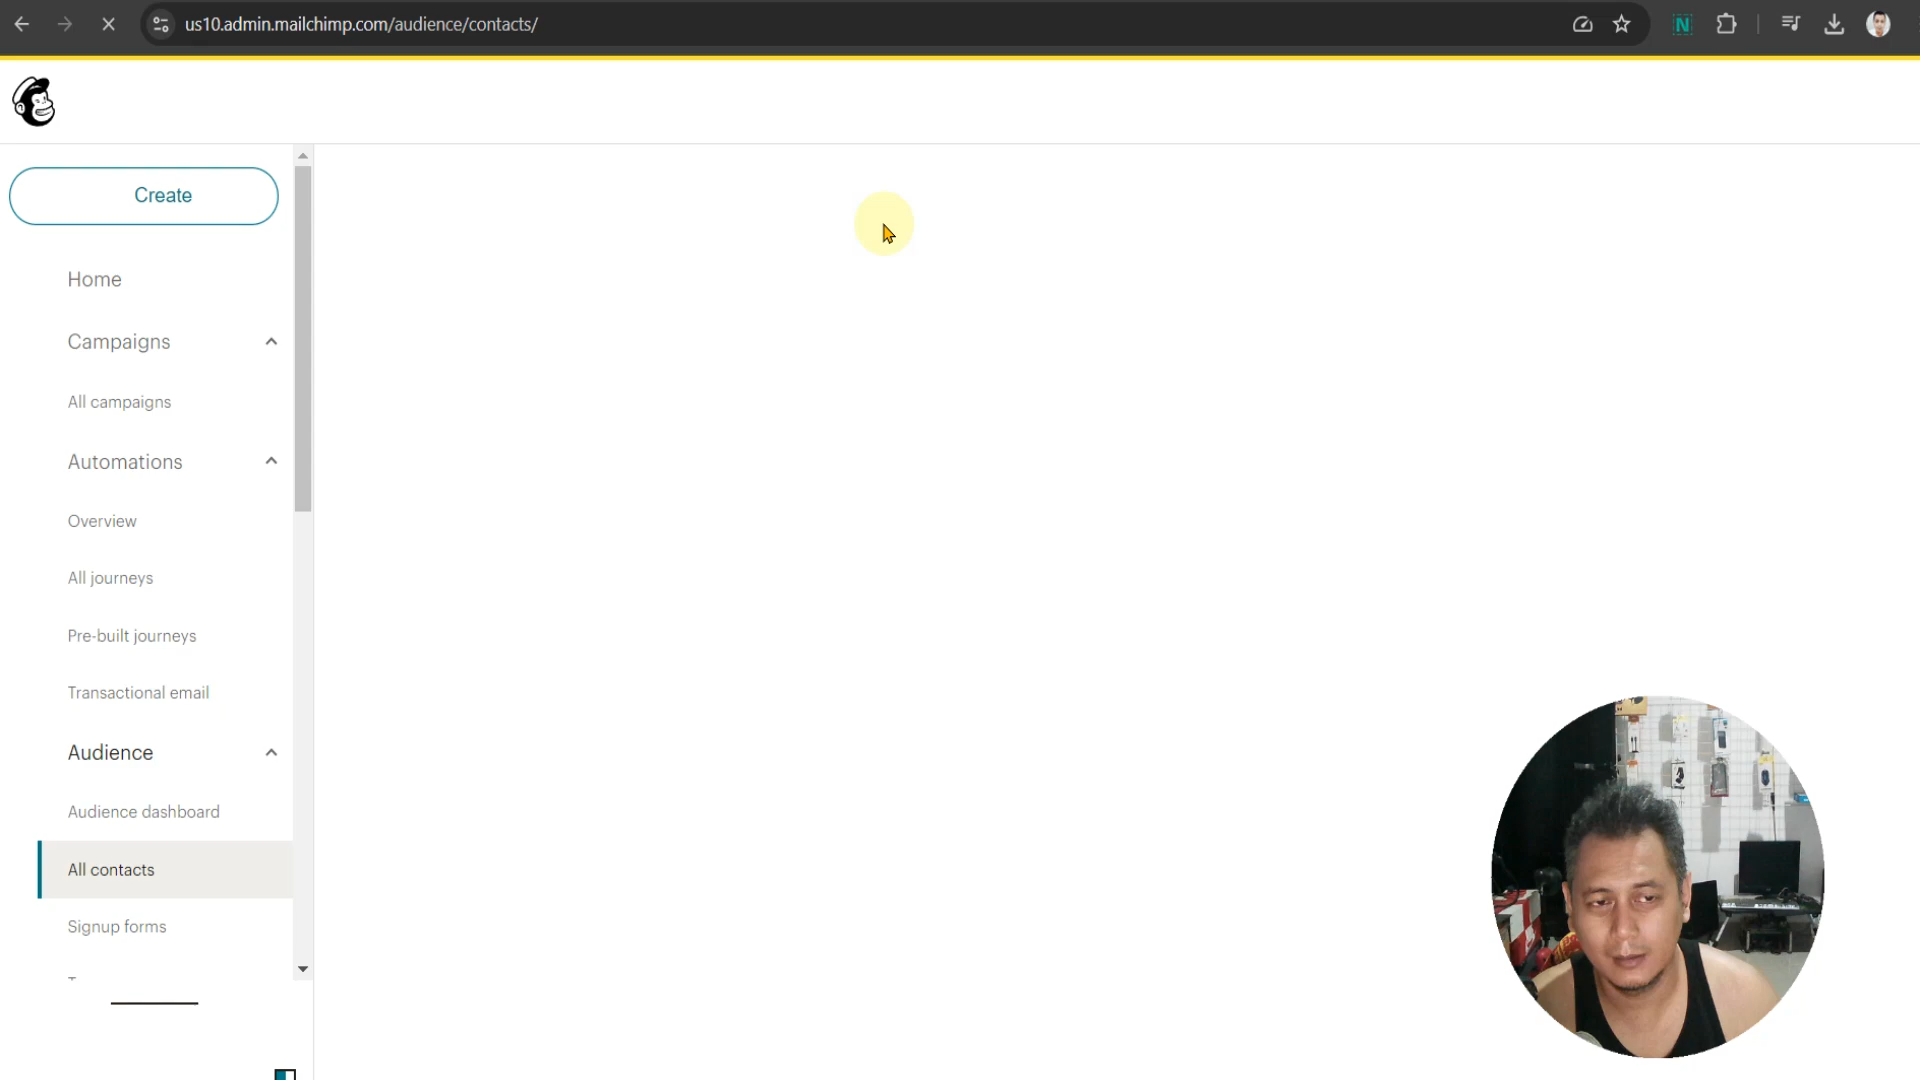 us10.admin.mailchimp.com/audience/contacts/
N
Create
Home
Campaigns
All campaigns
Automations
Overview
All journeys
Pre-built journeys
Transactional email
Audience
Audience dashboard
All contacts
Signup forms